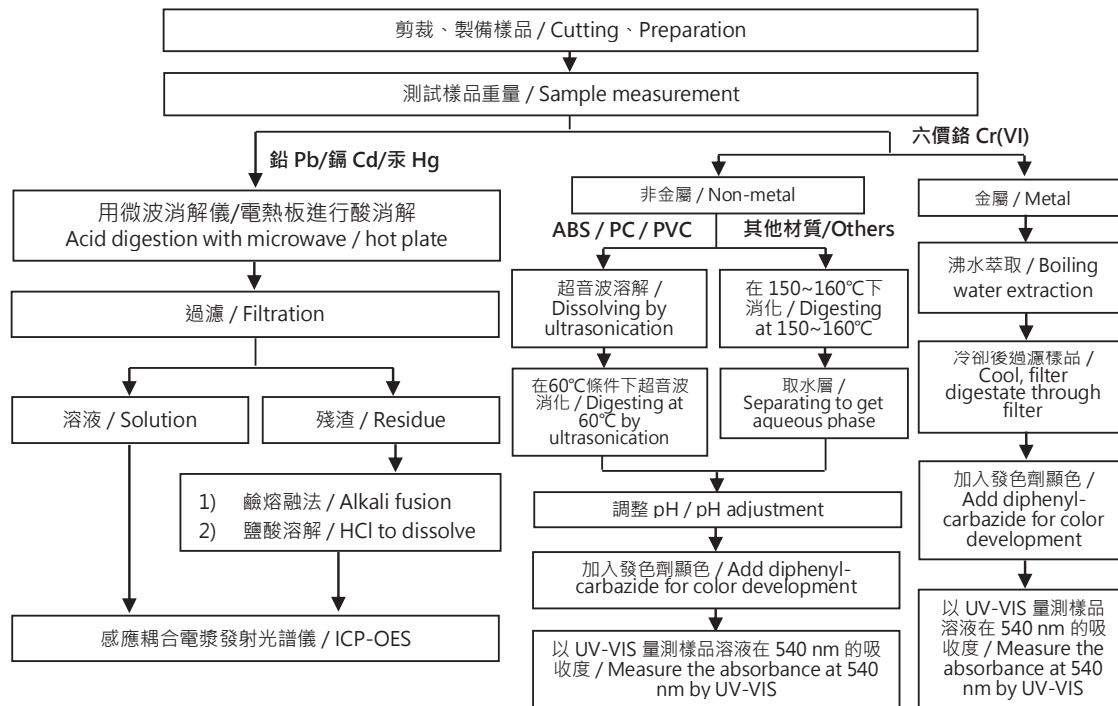 剪裁、製備樣品 / Cutting、Preparation
測試樣品重量 / Sample measurement
鉛 Pb/鎘 Cd/汞 Hg
用微波消解儀/電熱板進行酸消解
Acid digestion with microwave / hot plate
過濾 / Filtration
溶液 / Solution
殘渣 / Residue
1) 鹼熔融法 / Alkali fusion
2) 鹽酸溶解 / HCl to dissolve
感應耦合電漿發射光譜儀 / ICP-OES
六價鉻 Cr(VI)
非金屬 / Non-metal
ABS / PC / PVC
超音波溶解 /
Dissolving by
ultrasonication
在60℃條件下超音波
消化 / Digesting at
60℃ by
ultrasonication
其他材質/Others
在 150~160℃下
消化 / Digesting
at 150~160℃
取水層 /
Separating to get
aqueous phase
調整 pH / pH adjustment
加入發色劑顯色 / Add diphenyl-
carbazide for color development
以 UV-VIS 量測樣品溶液在 540 nm 的吸
收度 / Measure the absorbance at 540
nm by UV-VIS
金屬 / Metal
沸水萃取 / Boiling
water extraction
冷卻後過濾樣品 /
Cool, filter
digestate through
filter
加入發色劑顯色 /
Add diphenyl-
carbazide for color
development
以 UV-VIS 量測樣品
溶液在 540 nm 的吸
收度 / Measure the
absorbance at 540
nm by UV-VIS